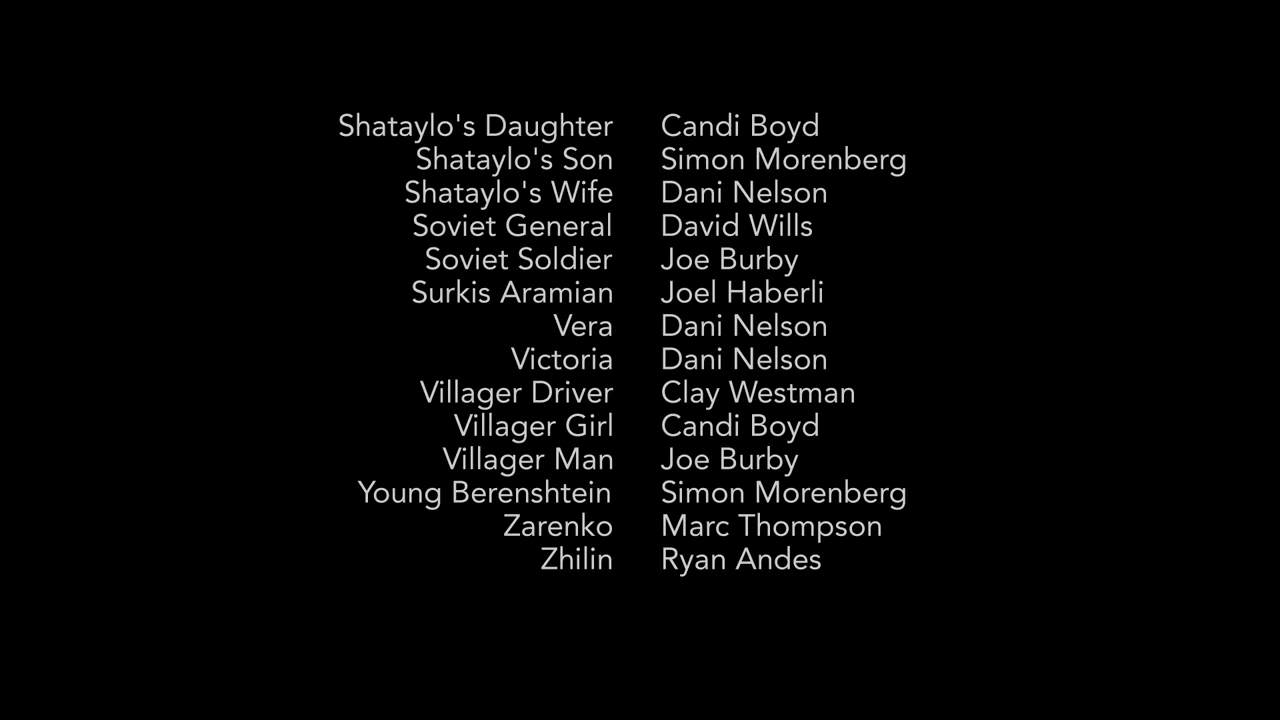 Shataylo's Daughter Candi Boyd
Shataylo's Son Simon Morenberg
Shataylo's Wife Dani Nelson
Soviet General David Wills
Soviet Soldier Joe Burby
Surkis Aramian Joel Haberli
Vera Dani Nelson
Victoria Dani Nelson
Villager Driver Clay Westman
Villager Girl Candi Boyd
Villager Man Joe Burby
Young Berenshtein Simon Morenberg
Zarenko Marc Thompson
Zhilin Ryan Andes